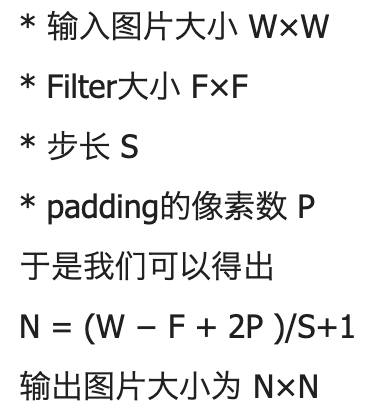 * 输入图片大小 W×W
* Filter大小 F×F
* 步长 S
* padding的像素数 P
于是我们可以得出
N = (W − F + 2P )/S+1
输出图片大小为 N×N